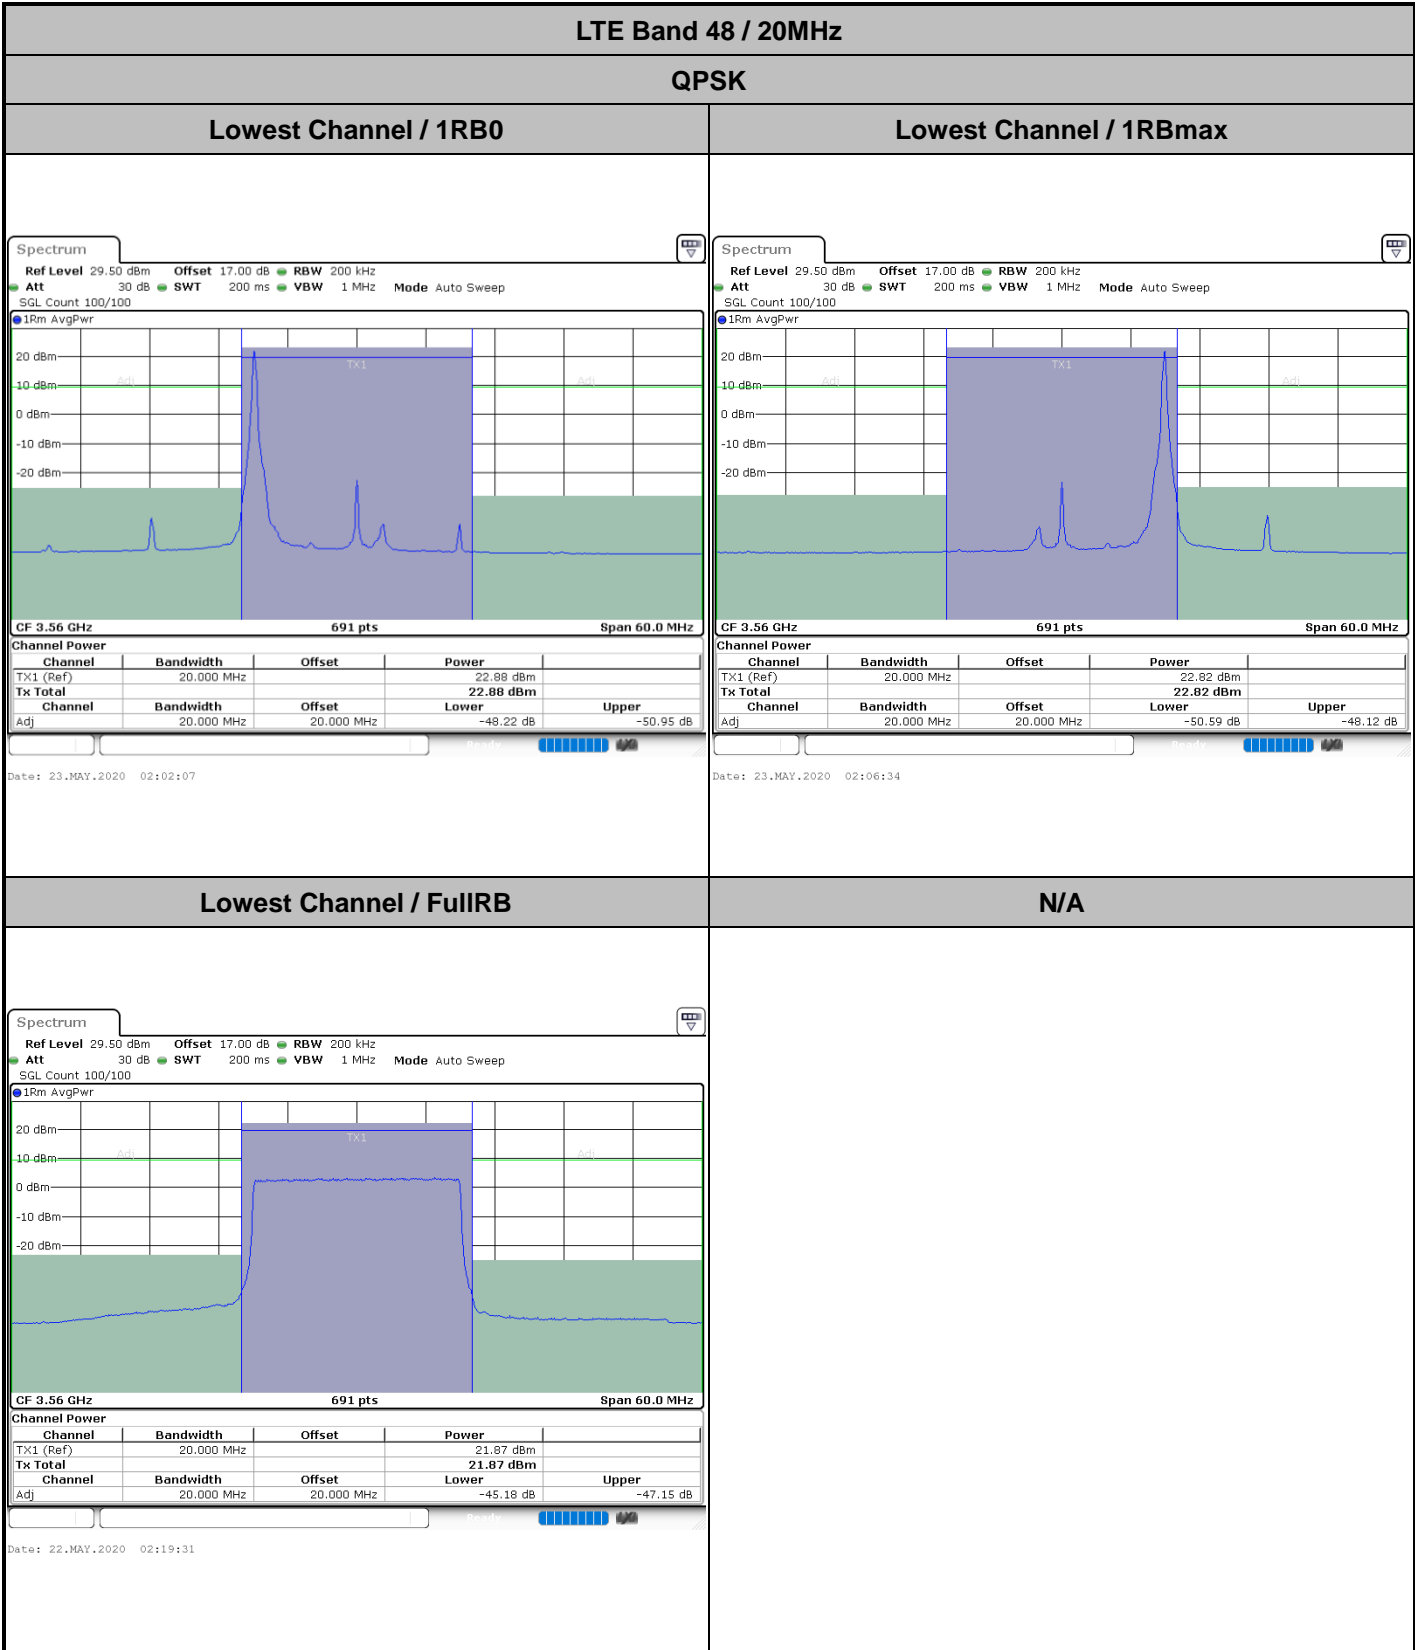 LTE Band 48 / 20MHz
QPSK
Lowest Channel / 1RB0
Lowest Channel / 1RBmax
Spectrum
Ref Level 29.50 dBm Offset 17.00 dB RBW 200 kHz
Att 30 dB SWT 200 ms VBW 1 MHz Mode Auto Sweep
SGL Count 100/100
1Rm AvgPwr
20 dBm
10 dBm
0 dBm
-10 dBm
-20 dBm
Adj
TX1
Adj
CF 3.56 GHz 691 pts Span 60.0 MHz
Channel Power
Channel Bandwidth Offset Power
TX1 (Ref) 20.000 MHz 22.88 dBm
Tx Total 22.88 dBm
Channel Bandwidth Offset Lower Upper
Adj 20.000 MHz 20.000 MHz -48.22 dB -50.95 dB
Ready
Date: 23.MAY.2020 02:02:07
Spectrum
Ref Level 29.50 dBm Offset 17.00 dB RBW 200 kHz
Att 30 dB SWT 200 ms VBW 1 MHz Mode Auto Sweep
SGL Count 100/100
1Rm AvgPwr
20 dBm
10 dBm
0 dBm
-10 dBm
-20 dBm
Adj
TX1
Adj
CF 3.56 GHz 691 pts Span 60.0 MHz
Channel Power
Channel Bandwidth Offset Power
TX1 (Ref) 20.000 MHz 22.82 dBm
Tx Total 22.82 dBm
Channel Bandwidth Offset Lower Upper
Adj 20.000 MHz 20.000 MHz -50.59 dB -48.12 dB
Ready
Date: 23.MAY.2020 02:06:34
Lowest Channel / FullRB
N/A
Spectrum
Ref Level 29.50 dBm Offset 17.00 dB RBW 200 kHz
Att 30 dB SWT 200 ms VBW 1 MHz Mode Auto Sweep
SGL Count 100/100
1Rm AvgPwr
20 dBm
10 dBm
0 dBm
-10 dBm
-20 dBm
Adj
TX1
Adj
CF 3.56 GHz 691 pts Span 60.0 MHz
Channel Power
Channel Bandwidth Offset Power
TX1 (Ref) 20.000 MHz 21.87 dBm
Tx Total 21.87 dBm
Channel Bandwidth Offset Lower Upper
Adj 20.000 MHz 20.000 MHz -45.18 dB -47.15 dB
Ready
Date: 22.MAY.2020 02:19:31